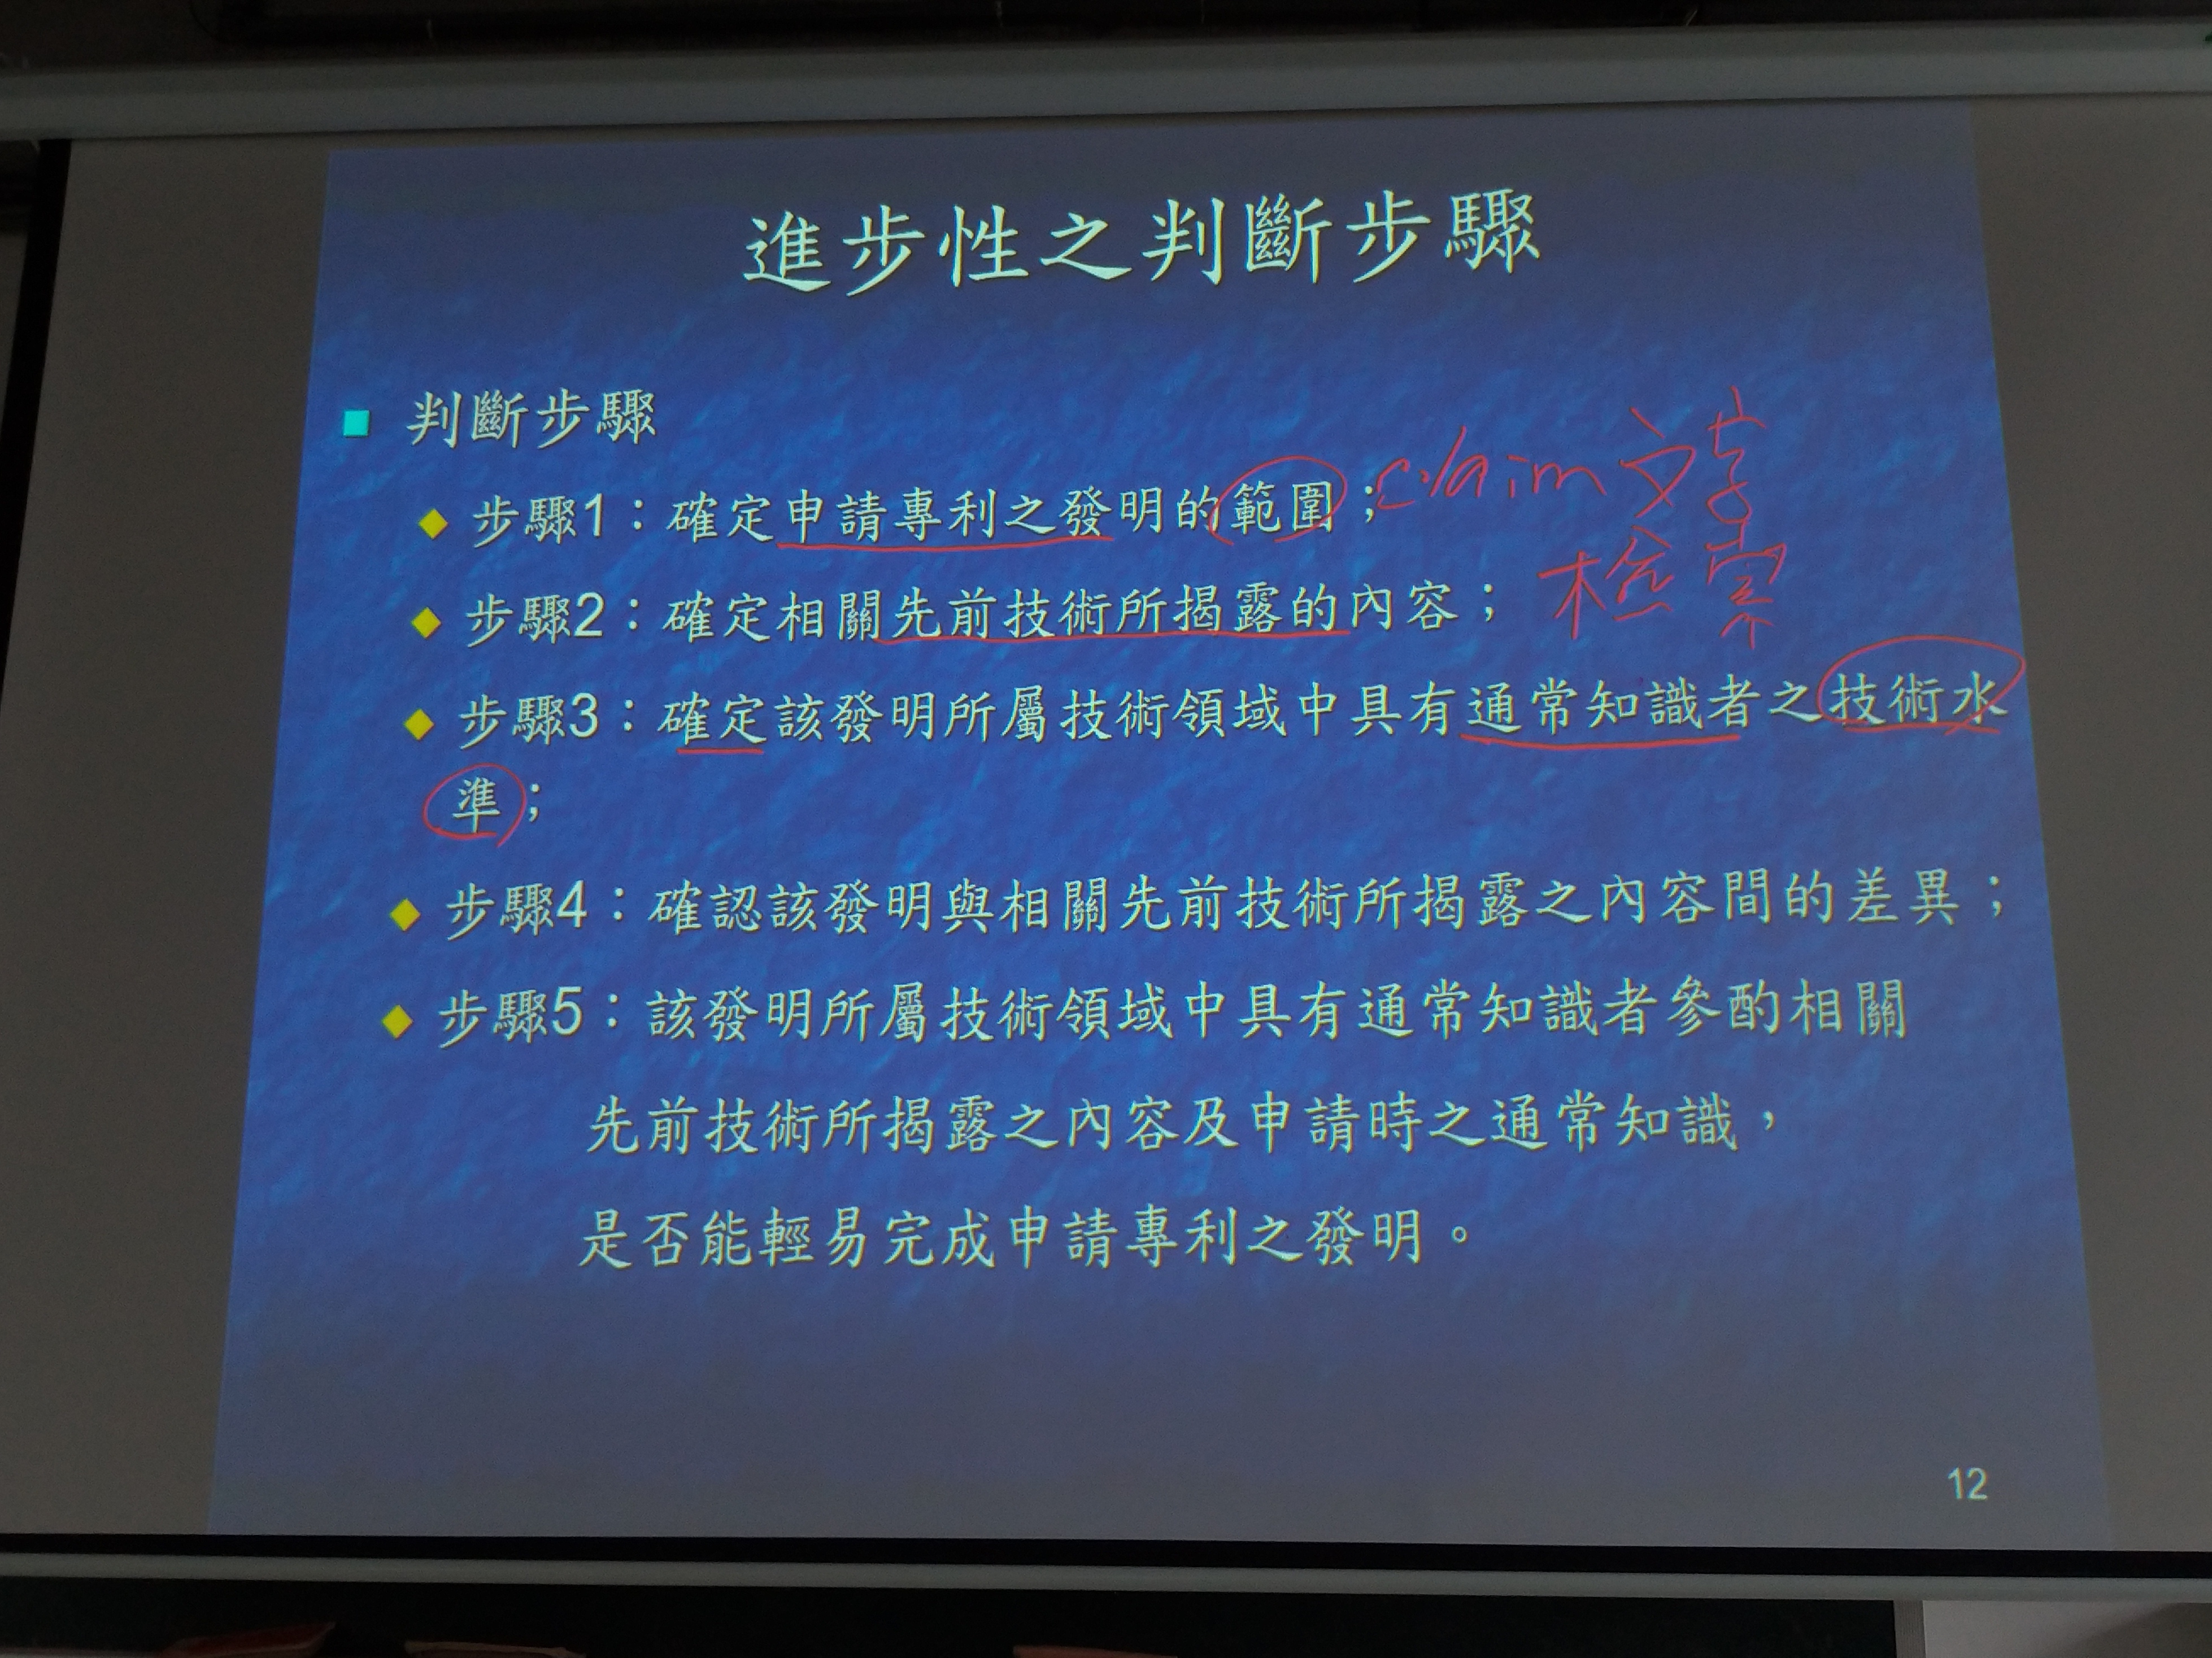 進步性之判斷步驟
判斷步驟
步驟1：確定申請專利之發明的範圍；claim 文字
步驟2：確定相關先前技術所揭露的內容；檢索
步驟3：確定該發明所屬技術領域中具有通常知識者之技術水
準；
步驟4：確認該發明與相關先前技術所揭露之內容間的差異；
步驟5：該發明所屬技術領域中具有通常知識者參酌相關
先前技術所揭露之內容及申請時之通常知識，
是否能輕易完成申請專利之發明。
12